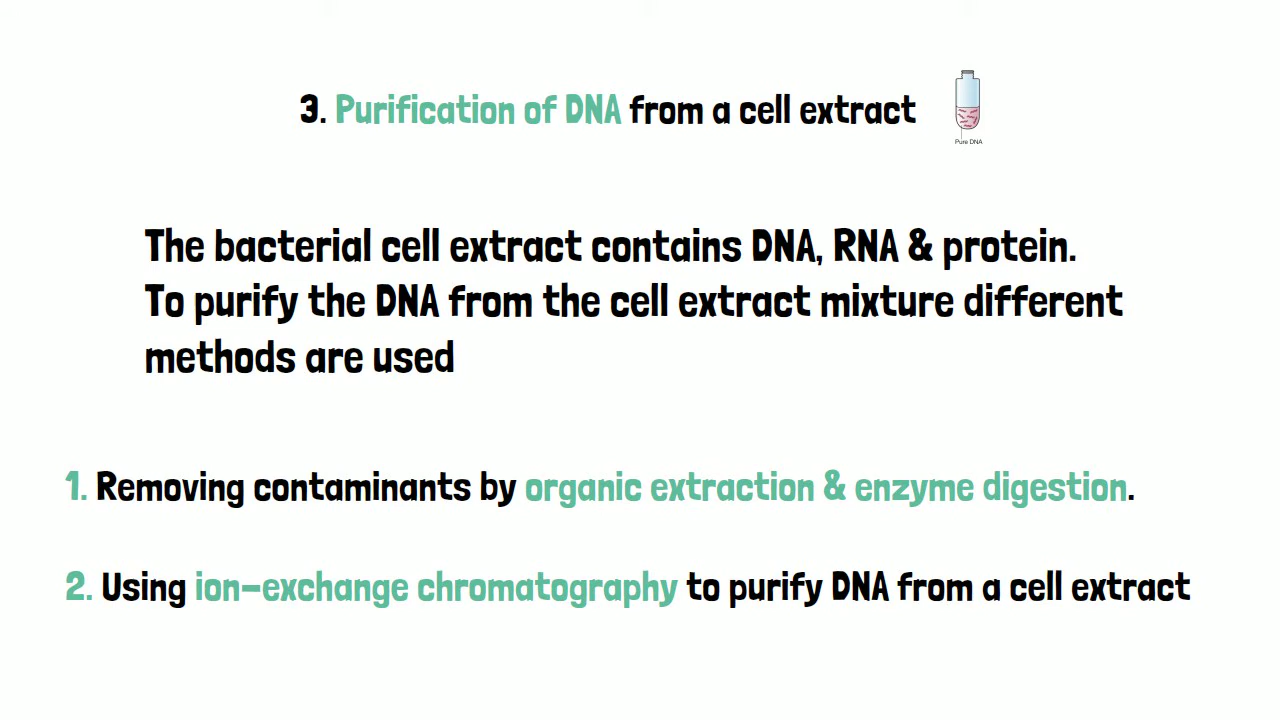 3. Purification of DNA from a cell extract
Pure DNA
The bacterial cell extract contains DNA, RNA & protein.
To purify the DNA from the cell extract mixture different
methods are used
1. Removing contaminants by organic extraction & enzyme digestion.
2. Using ion-exchange chromatography to purify DNA from a cell extract